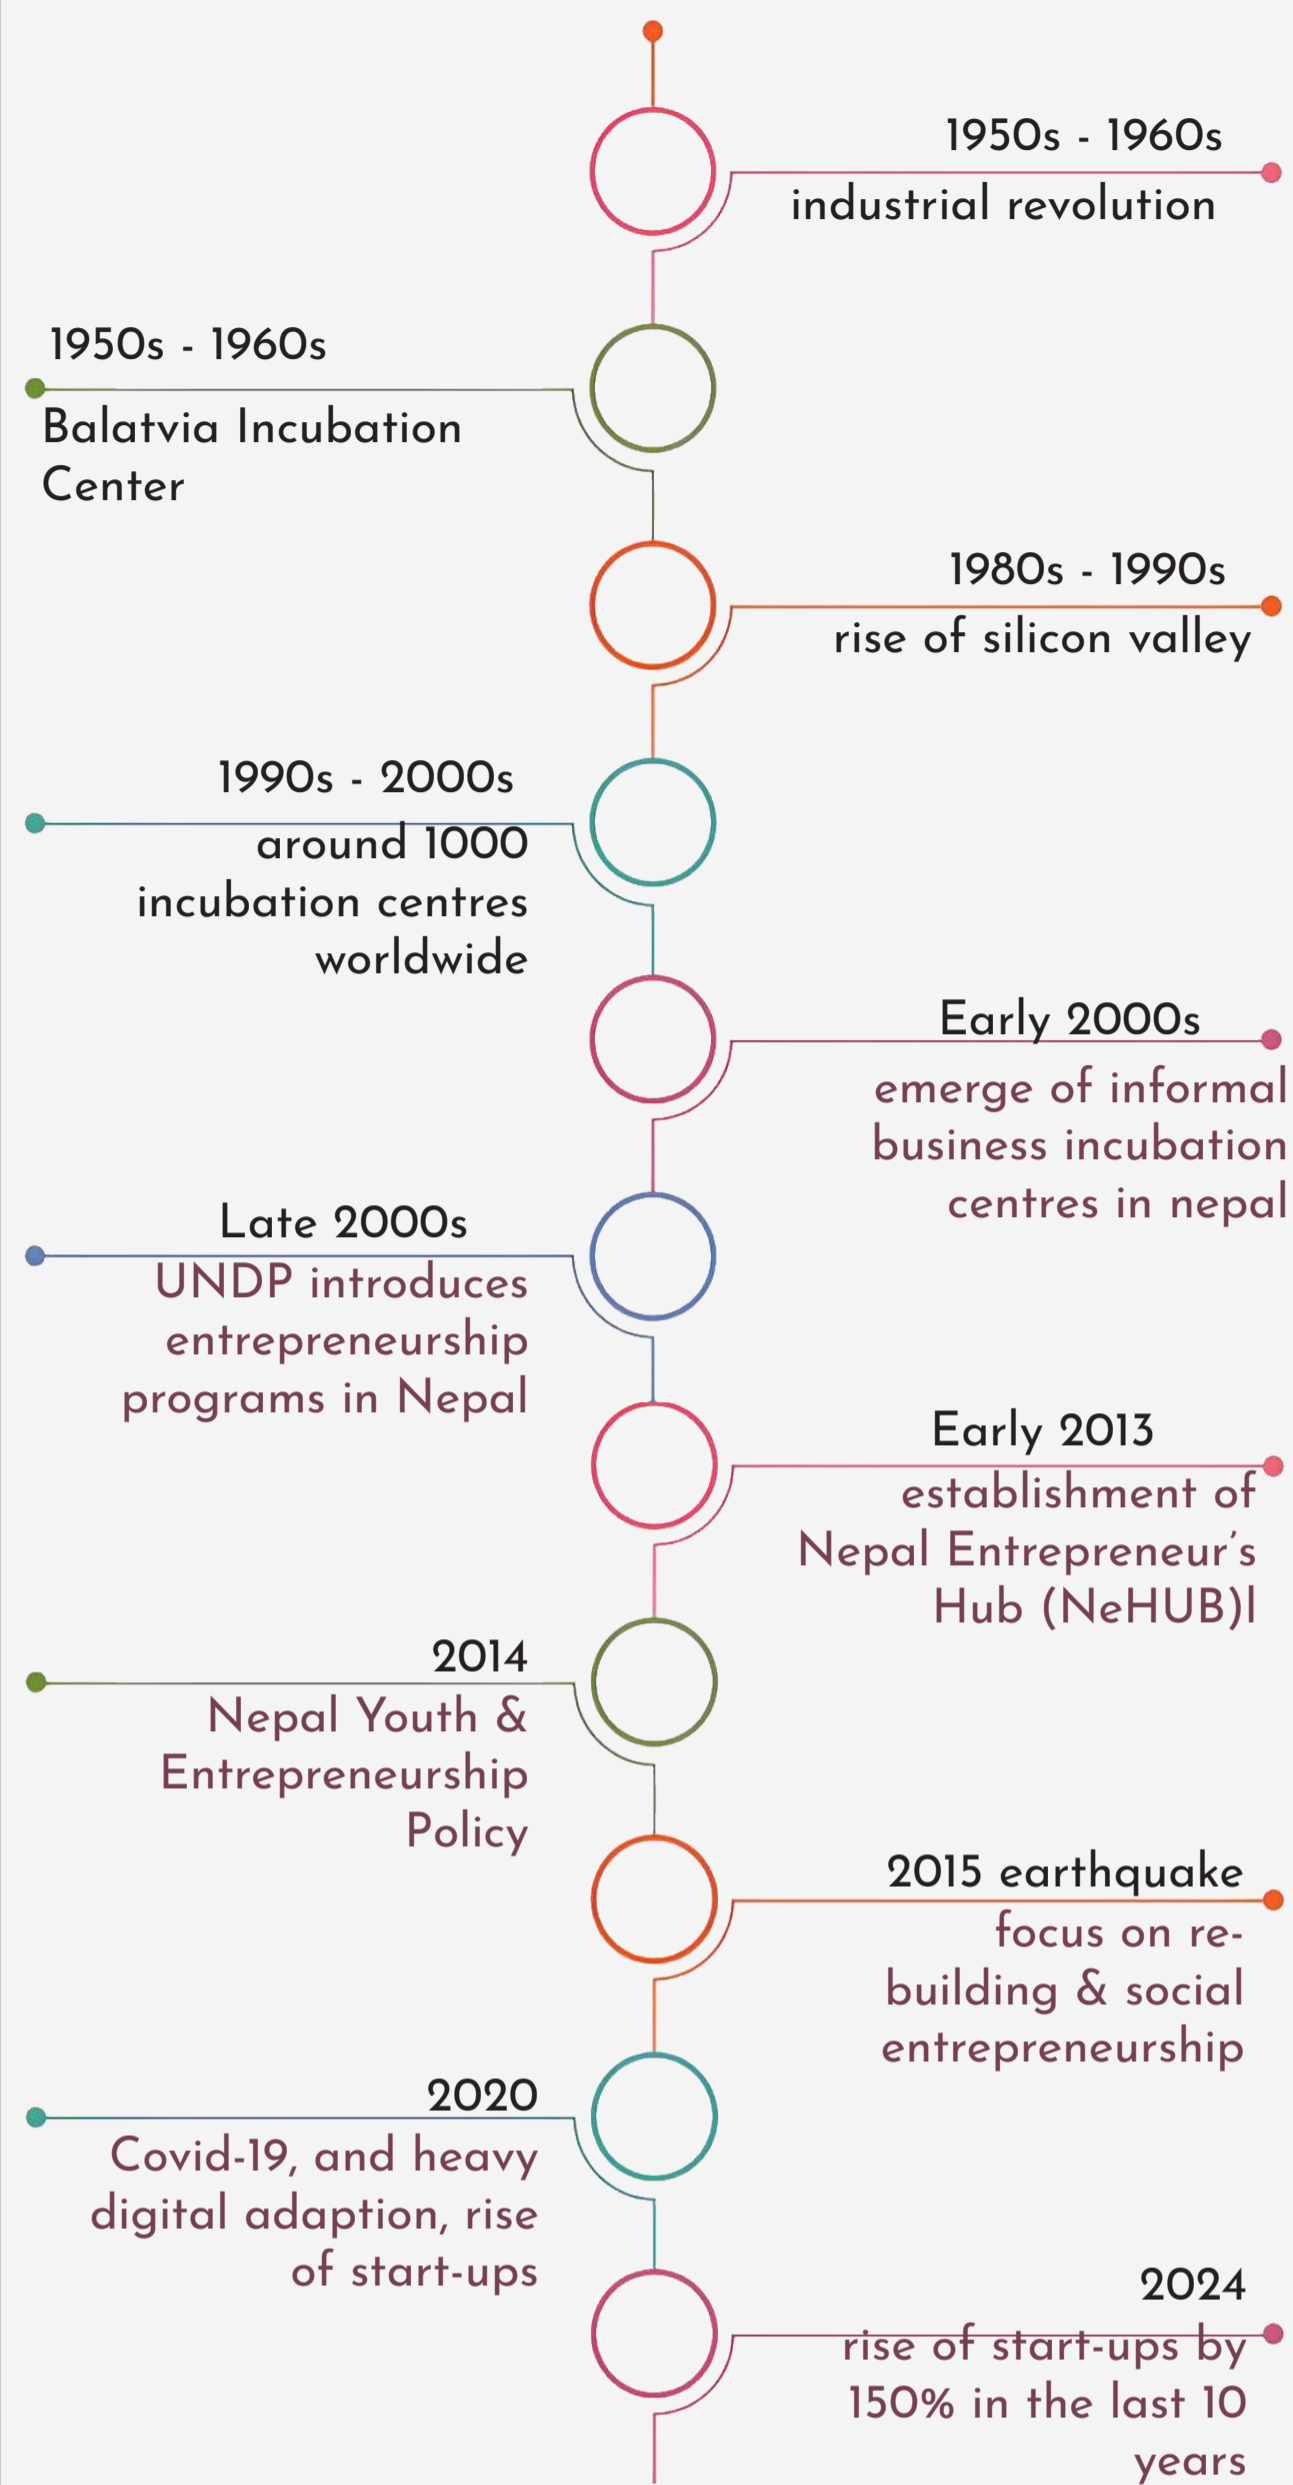 1950s - 1960s
industrial revolution
1950s - 1960s
Balatvia Incubation
Center
1980s - 1990s
rise of silicon valley
1990s - 2000s
around 1000
incubation centres
worldwide
Early 2000s
emerge of informal
business incubation
centres in nepal
Late 2000s
UNDP introduces
entrepreneurship
programs in Nepal
Early 2013
establishment of
Nepal Entrepreneur’s
Hub (NeHUB)l
2014
Nepal Youth &
Entrepreneurship
Policy
2015 earthquake
focus on re-
building & social
entrepreneurship
2020
Covid-19, and heavy
digital adaption, rise
of start-ups
2024
rise of start-ups by
150% in the last 10
years